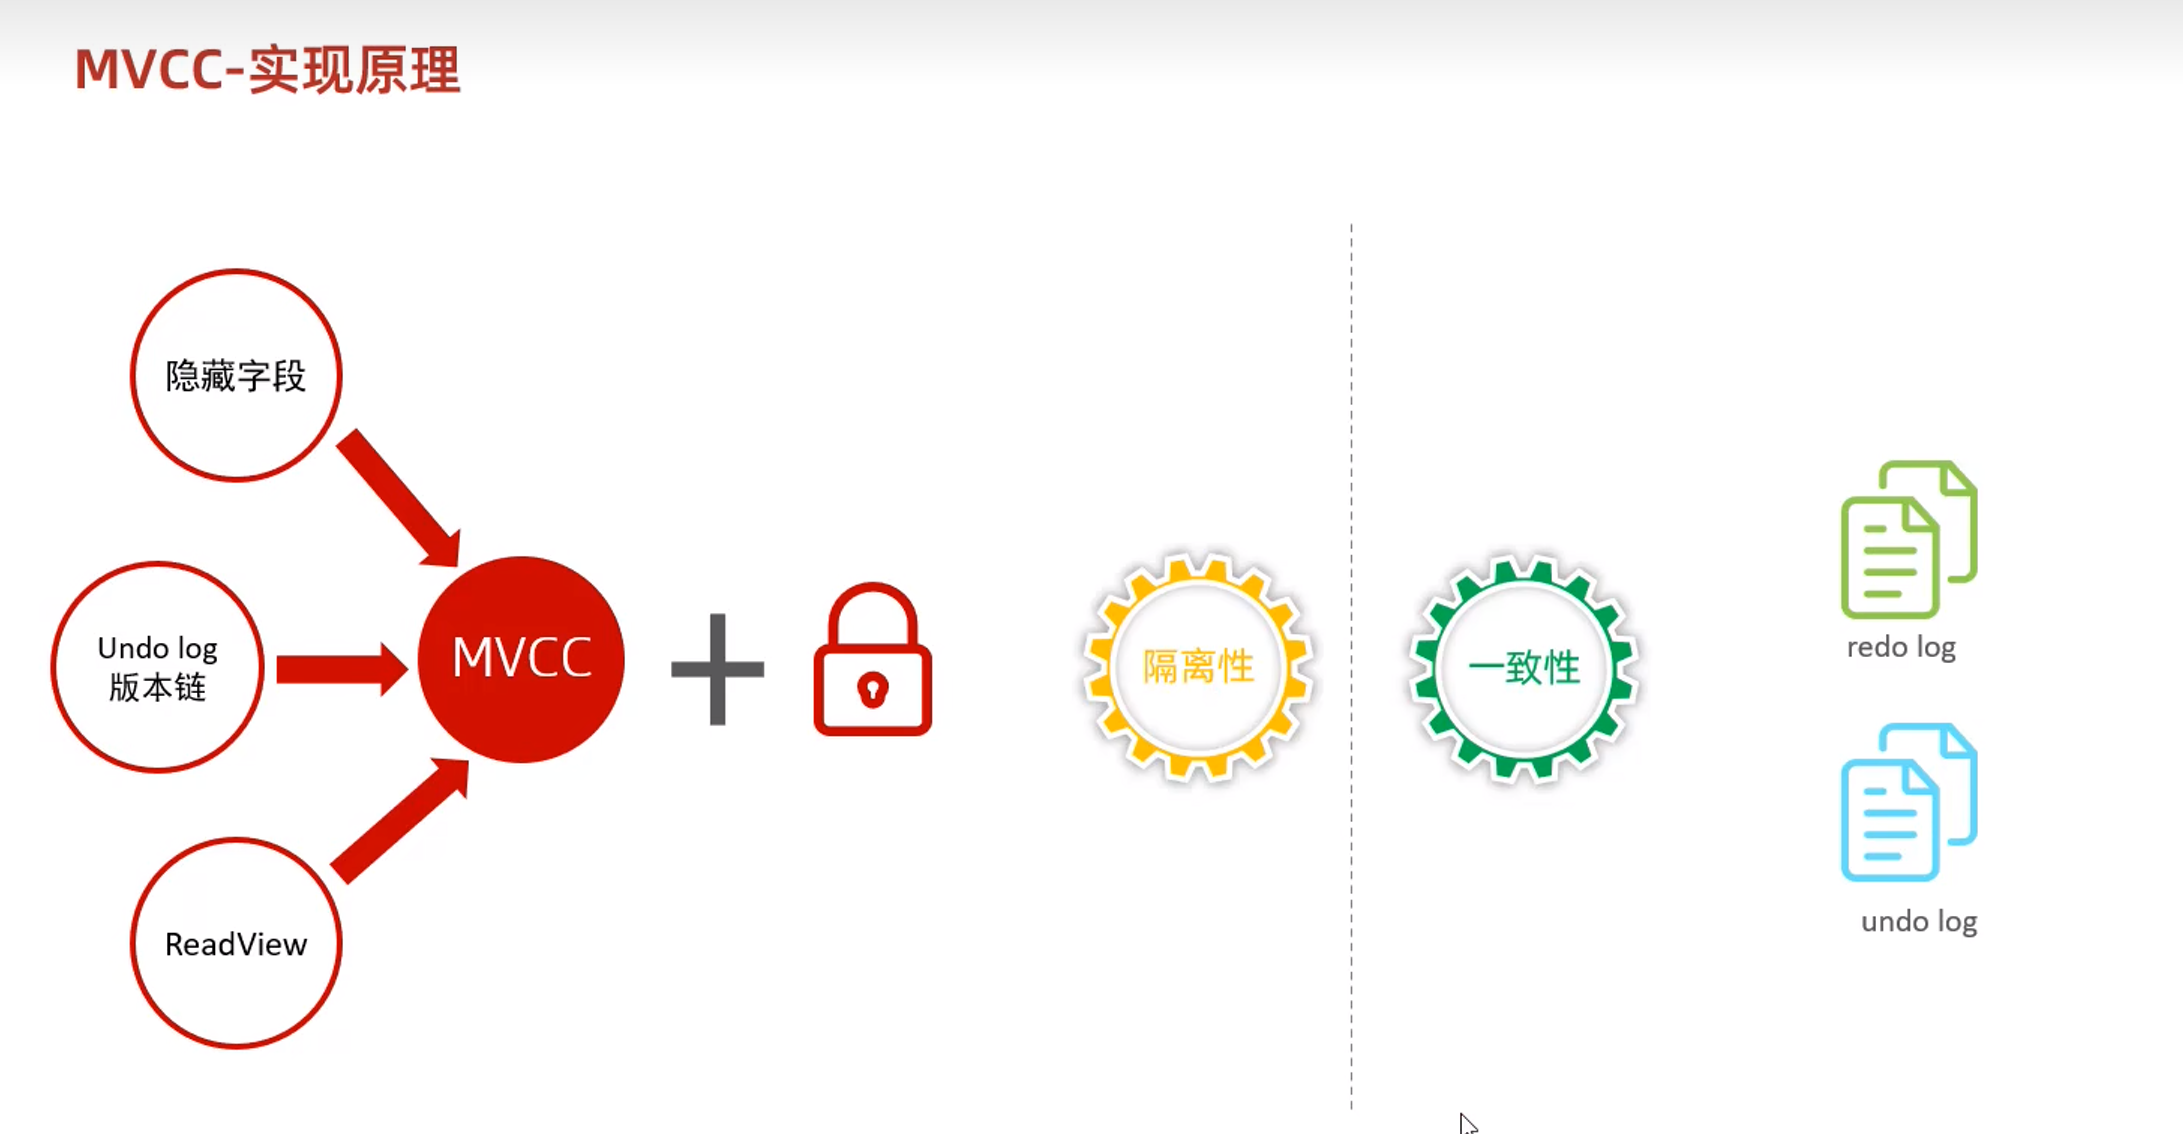 MVCC-实现原理
隐藏字段
Undo log
版本链
ReadView
MVCC
隔离性
一致性
redo log
undo log